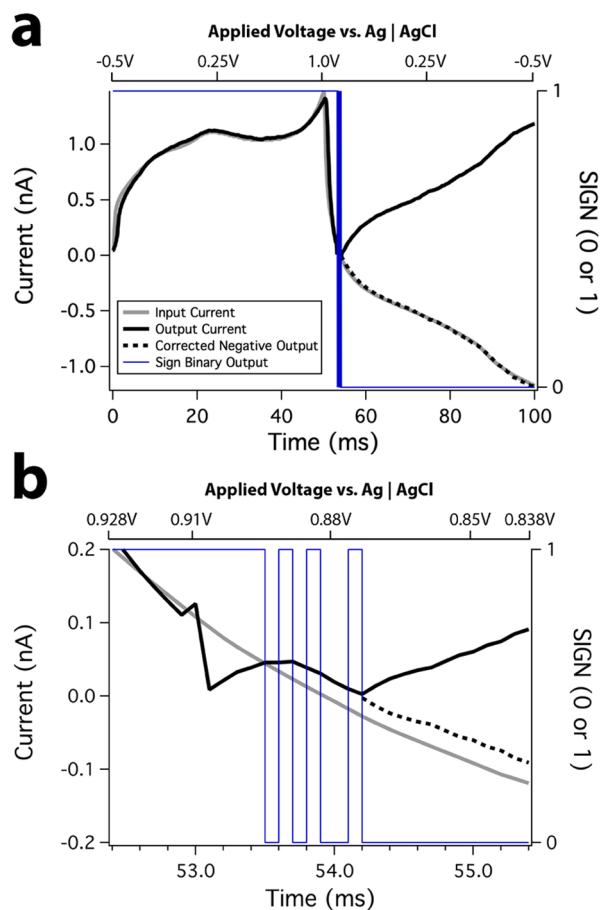 a
Applied Voltage vs. Ag | AgCl
-0.5V 0.25V 1.0V 0.25V -0.5V
1.0
0.5
0.0
-0.5
-1.0
Current (nA)
1
0
SIGN (0 or 1)
Input Current
Output Current
Corrected Negative Output
Sign Binary Output
0 20 40 60 80 100
Time (ms)
b
Applied Voltage vs. Ag | AgCl
0.928V 0.91V 0.88V 0.85V 0.838V
0.2
0.1
0.0
-0.1
-0.2
Current (nA)
1
0
SIGN (0 or 1)
53.0 54.0 55.0
Time (ms)